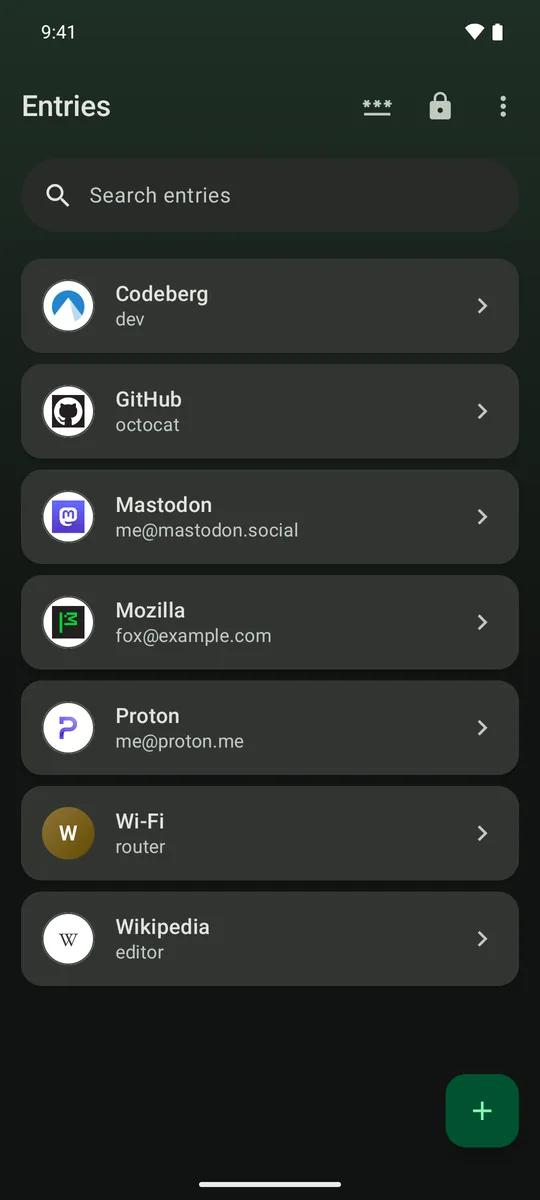 9:41
Entries
***
Search entries
Codeberg
dev
GitHub
octocat
Mastodon
me@mastodon.social
Mozilla
fox@example.com
Proton
me@proton.me
W
Wi-Fi
router
W
Wikipedia
editor